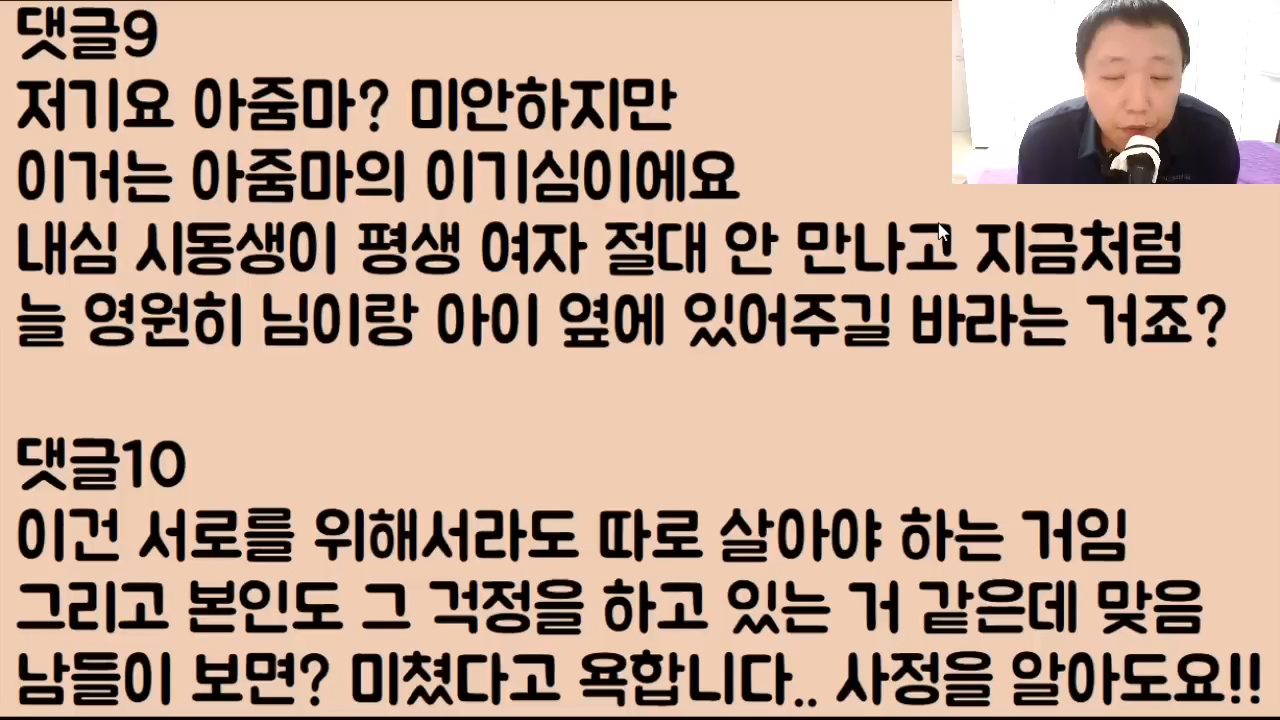 댓글9
저기요 아줌마? 미안하지만
이거는 아줌마의 이기심이에요
내심 시동생이 평생 여자 절대 안 만나고 지금처럼
늘 영원히 님이랑 아이 옆에 있어주길 바라는 거죠?
댓글10
이건 서로를 위해서라도 따로 살아야 하는 거임
그리고 본인도 그 걱정을 하고 있는 거 같은데 맞음
남들이 보면? 미쳤다고 욕합니다.. 사정을 알아도요!!